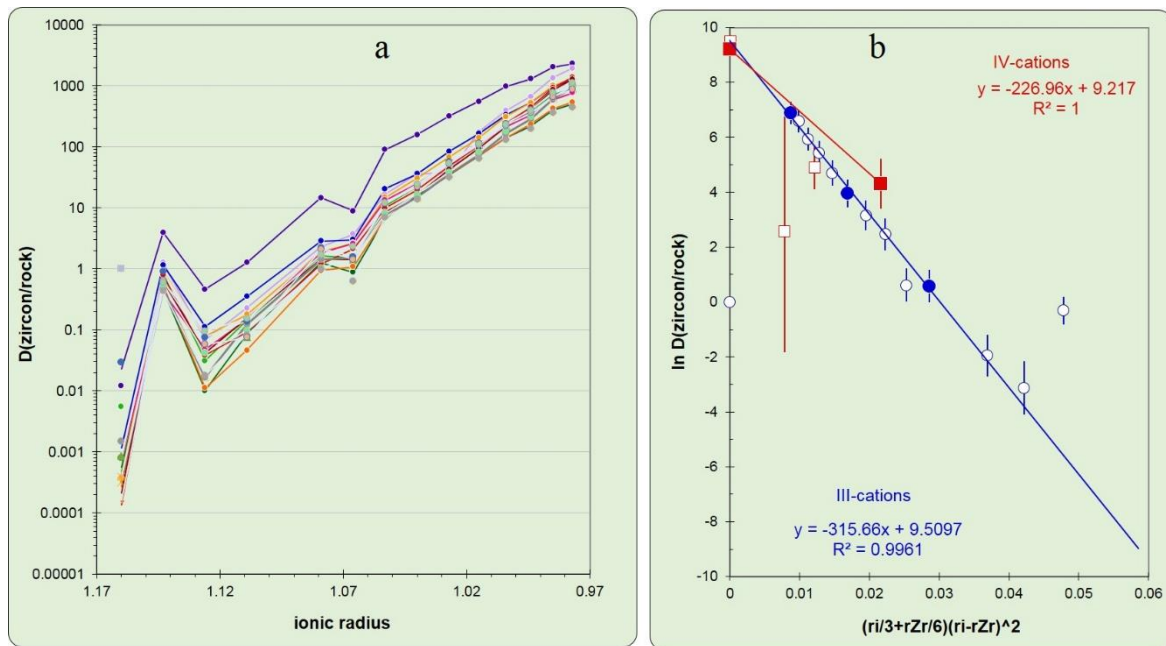 a
10000
1000
100
10
1
0.1
0.01
0.001
0.0001
0.00001
1.17
1.12
1.07
1.02
0.97
D(zircon/rock)
ionic radius
b
10
8
6
4
2
0
-2
-4
-6
-8
-10
0
0.01
0.02
0.03
0.04
0.05
0.06
ln D(zircon/rock)
(ri/3+rZr/6)(ri-rZr)^2
IV-cations
y = -226.96x + 9.217
R² = 1
III-cations
y = -315.66x + 9.5097
R² = 0.9961